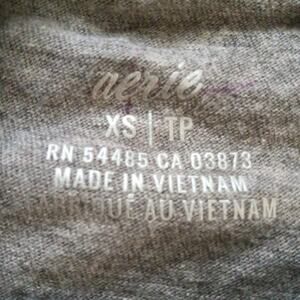 aerie
XS | TP
RN 54485 CA 03873
MADE IN VIETNAM
FABRIQUÉ AU VIETNAM